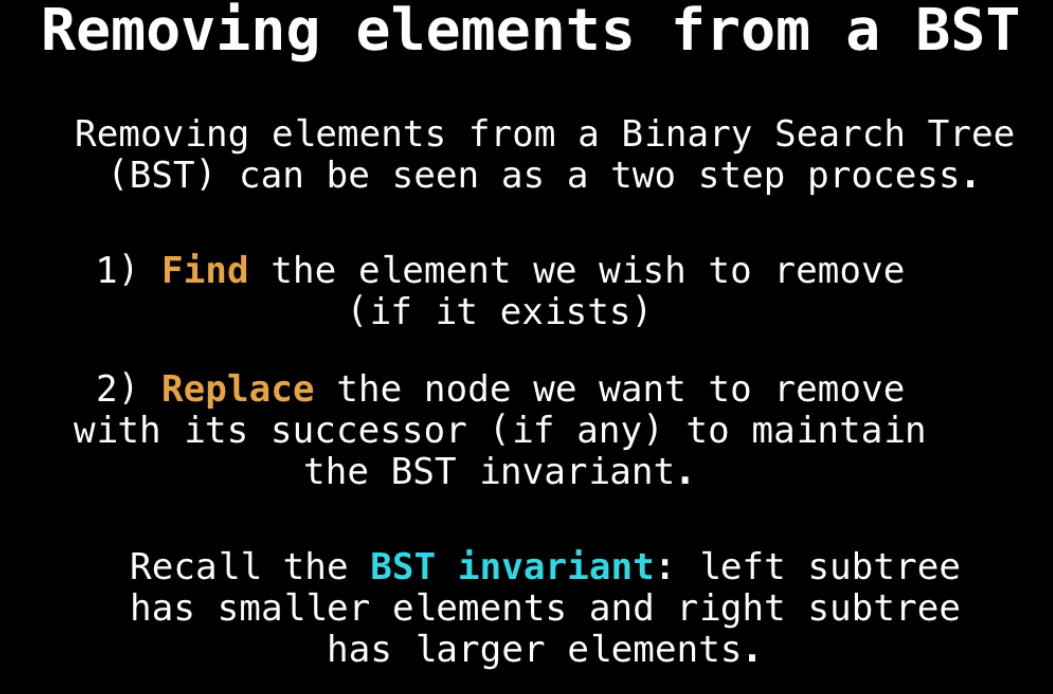 Removing elements from a BST
Removing elements from a Binary Search Tree
(BST) can be seen as a two step process.
1) Find the element we wish to remove
(if it exists)
2) Replace the node we want to remove
with its successor (if any) to maintain
the BST invariant.
Recall the BST invariant: left subtree
has smaller elements and right subtree
has larger elements.